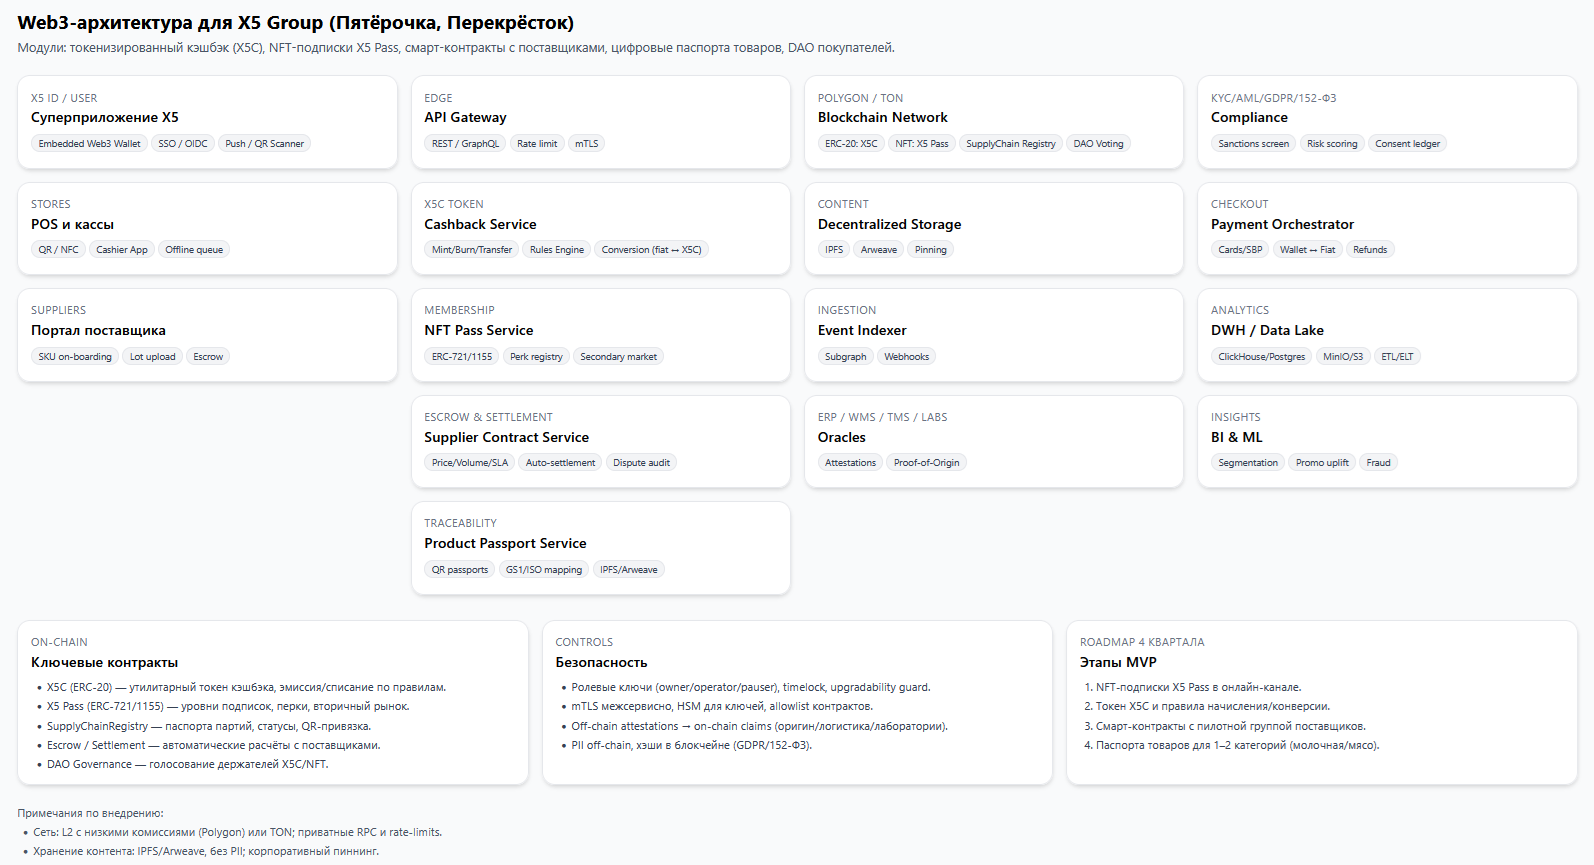 Web3-архитектура для X5 Group (Пятёрочка, Перекрёсток)
Модули: токенизированный кэшбэк (X5C), NFT-подписки X5 Pass, смарт-контракты с поставщиками, цифровые паспорта товаров, DAO покупателей.
X5 ID / USER
Суперприложение X5
Embedded Web3 Wallet
SSO / OIDC
Push / QR Scanner
EDGE
API Gateway
REST / GraphQL
Rate limit
mTLS
POLYGON / TON
Blockchain Network
ERC-20: X5C
NFT: X5 Pass
SupplyChain Registry
DAO Voting
KYC/AML/GDPR/152-ФЗ
Compliance
Sanctions screen
Risk scoring
Consent ledger
STORES
POS и кассы
QR / NFC
Cashier App
Offline queue
X5C TOKEN
Cashback Service
Mint/Burn/Transfer
Rules Engine
Conversion (fiat ↔ X5C)
CONTENT
Decentralized Storage
IPFS
Arweave
Pinning
CHECKOUT
Payment Orchestrator
Cards/SBP
Wallet ↔ Fiat
Refunds
SUPPLIERS
Портал поставщика
SKU on-boarding
Lot upload
Escrow
MEMBERSHIP
NFT Pass Service
ERC-721/1155
Perk registry
Secondary market
INGESTION
Event Indexer
Subgraph
Webhooks
ANALYTICS
DWH / Data Lake
ClickHouse/Postgres
MinIO/S3
ETL/ELT
ESCROW & SETTLEMENT
Supplier Contract Service
Price/Volume/SLA
Auto-settlement
Dispute audit
ERP / WMS / TMS / LABS
Oracles
Attestations
Proof-of-Origin
INSIGHTS
BI & ML
Segmentation
Promo uplift
Fraud
TRACEABILITY
Product Passport Service
QR passports
GS1/ISO mapping
IPFS/Arweave
ON-CHAIN
Ключевые контракты
• X5C (ERC-20) — утилитарный токен кэшбэка, эмиссия/списание по правилам.
• X5 Pass (ERC-721/1155) — уровни подписок, перки, вторичный рынок.
• SupplyChainRegistry — паспорта партий, статусы, QR-привязка.
• Escrow / Settlement — автоматические расчёты с поставщиками.
• DAO Governance — голосование держателей X5C/NFT.
CONTROLS
Безопасность
• Ролевые ключи (owner/operator/pauser), timelock, upgradability guard.
• mTLS межсервисно, HSM для ключей, allowlist контрактов.
• Off-chain attestations → on-chain claims (оригин/логистика/лаборатории).
• PII off-chain, хэши в блокчейне (GDPR/152-ФЗ).
ROADMAP 4 КВАРТАЛА
Этапы MVP
1. NFT-подписки X5 Pass в онлайн-канале.
2. Токен X5C и правила начисления/конверсии.
3. Смарт-контракты с пилотной группой поставщиков.
4. Паспорта товаров для 1–2 категорий (молочная/мясо).
Примечания по внедрению:
• Сеть: L2 с низкими комиссиями (Polygon) или TON; приватные RPC и rate-limits.
• Хранение контента: IPFS/Arweave, без PII; корпоративный пиннинг.